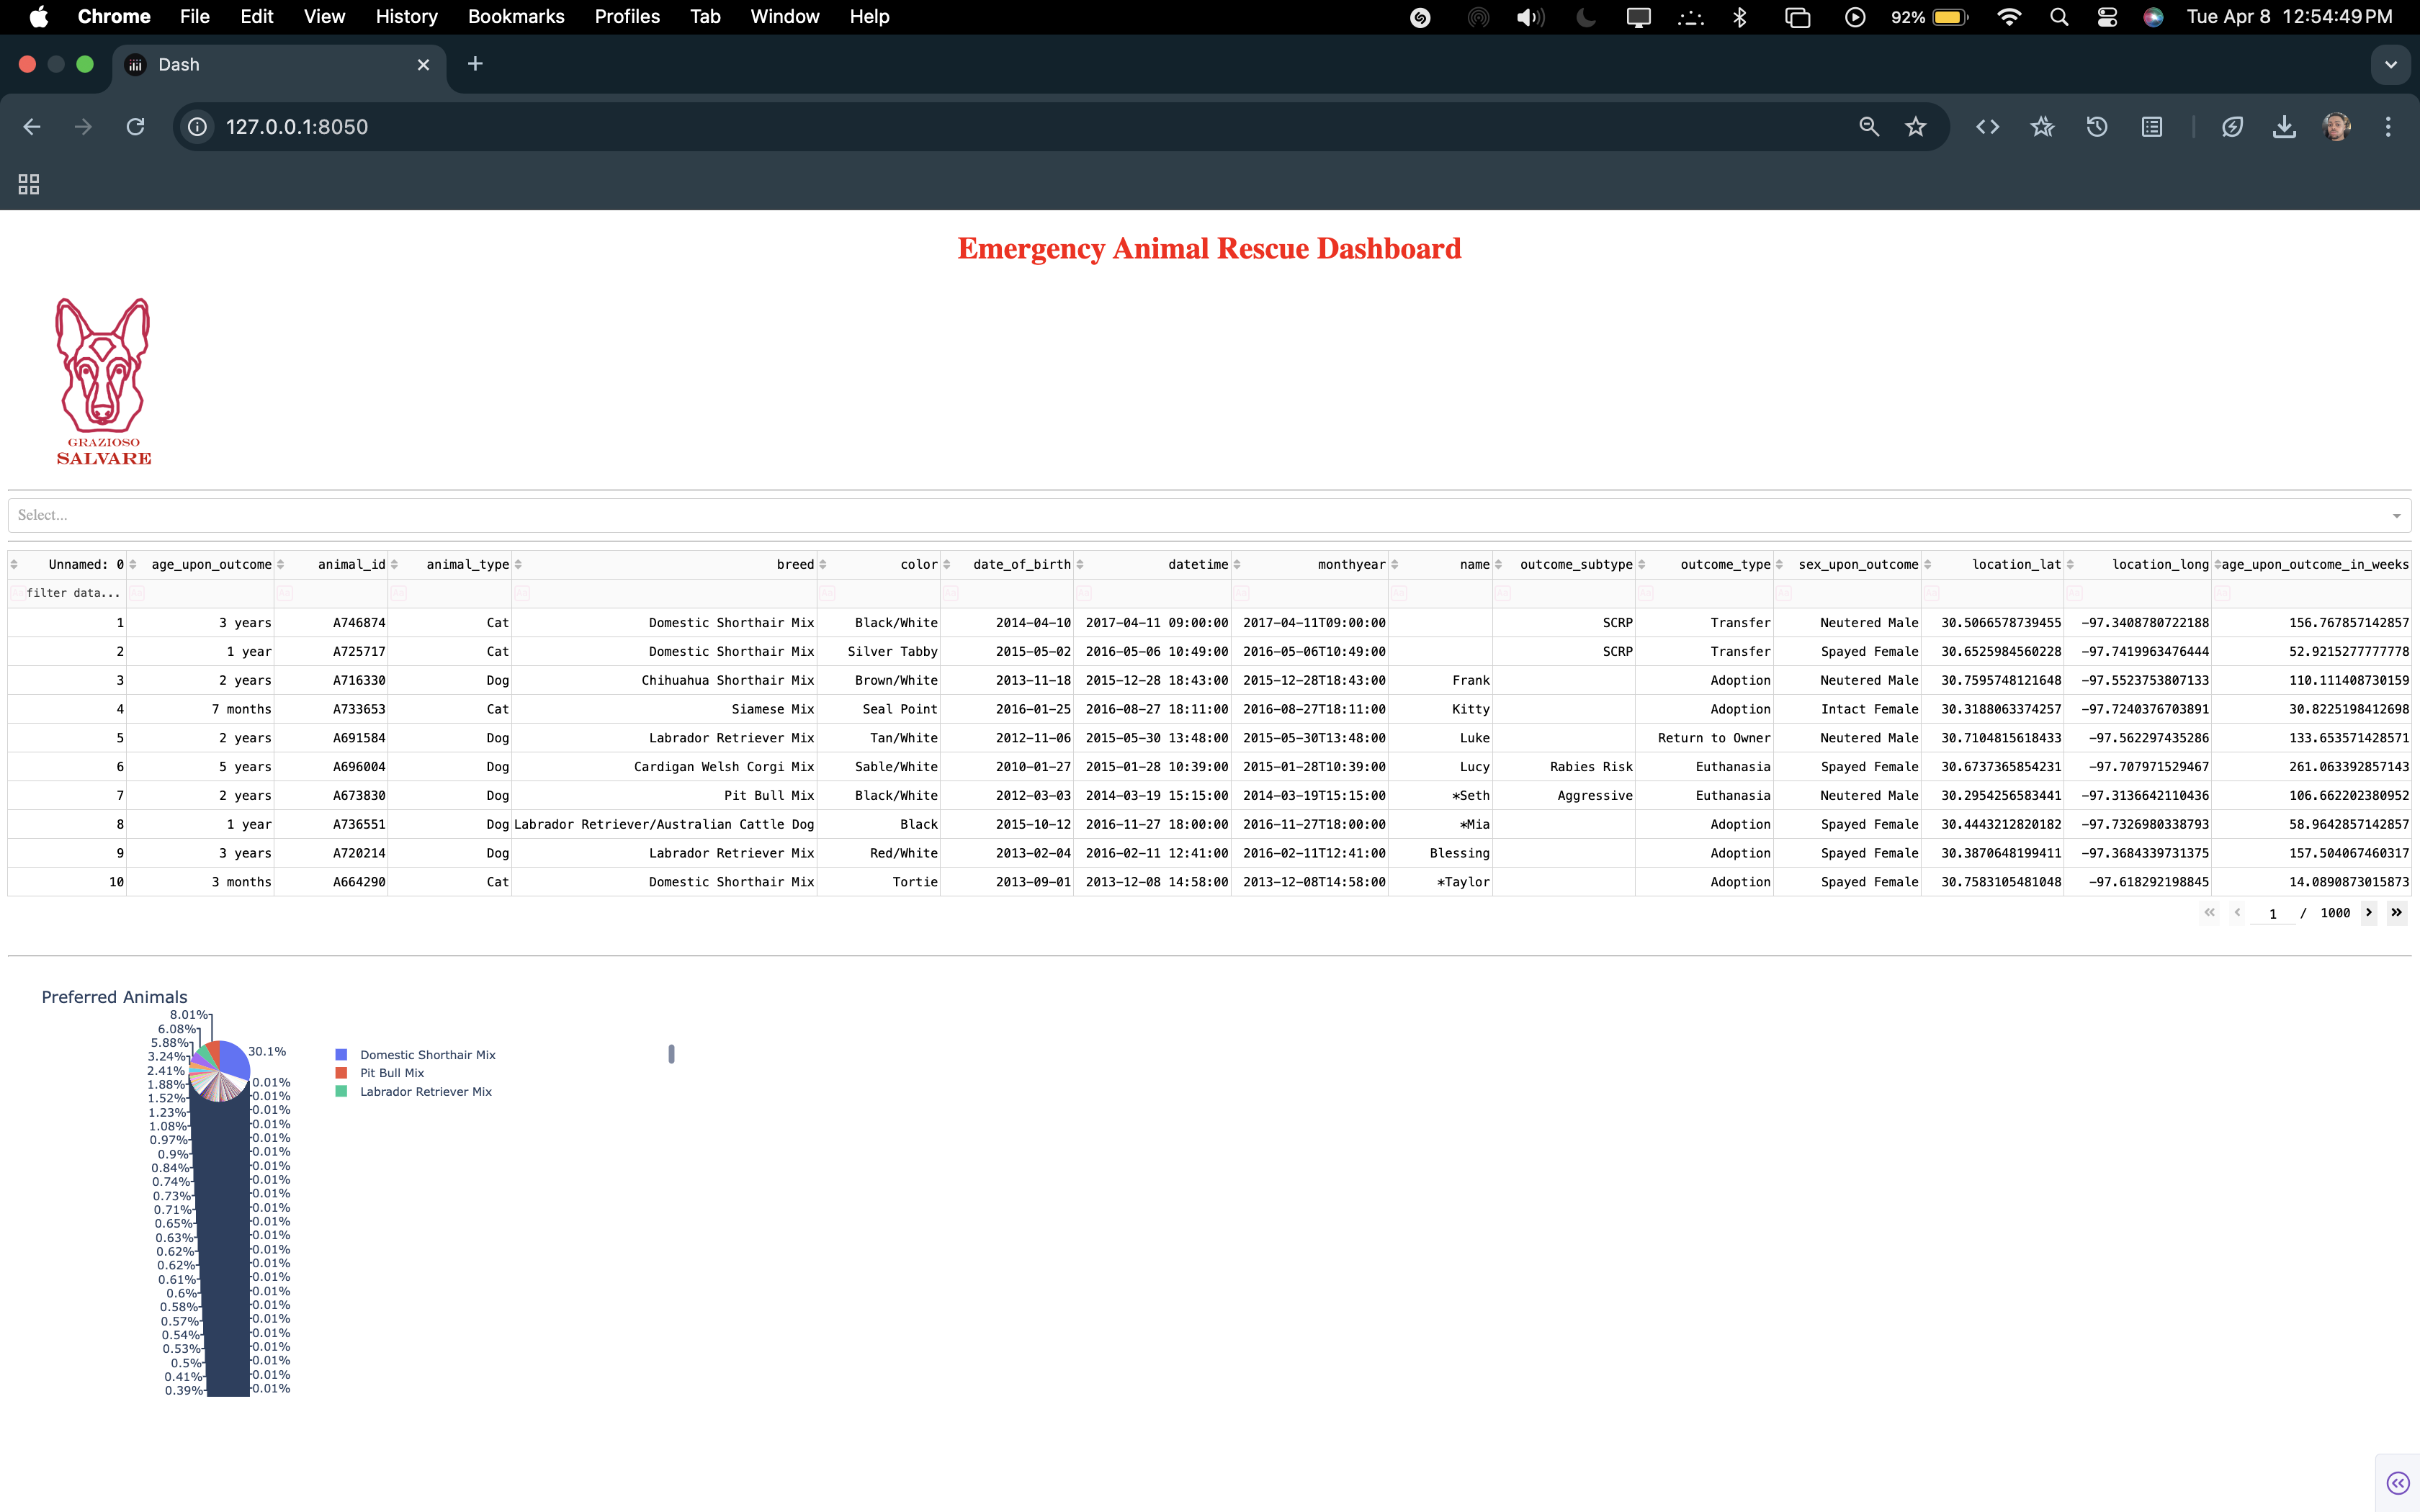 Chrome File Edit View History Bookmarks Profiles Tab Window Help 92% Tue Apr 8 12:54:49 PM
Dash
127.0.0.1:8050
Emergency Animal Rescue Dashboard
GRAZIOSO
SALVARE
Select...
Unnamed: 0 age_upon_outcome animal_id animal_type breed color date_of_birth datetime monthyear name outcome_subtype outcome_type sex_upon_outcome location_lat location_long age_upon_outcome_in_weeks
Aa filter data... Aa Aa Aa Aa Aa Aa Aa Aa Aa Aa Aa Aa Aa Aa Aa
1 3 years A746874 Cat Domestic Shorthair Mix Black/White 2014-04-10 2017-04-11 09:00:00 2017-04-11T09:00:00 SCRP Transfer Neutered Male 30.5066578739455 -97.3408780722188 156.767857142857
2 1 year A725717 Cat Domestic Shorthair Mix Silver Tabby 2015-05-02 2016-05-06 10:49:00 2016-05-06T10:49:00 SCRP Transfer Spayed Female 30.6525984560228 -97.7419963476444 52.9215277777778
3 2 years A716330 Dog Chihuahua Shorthair Mix Brown/White 2013-11-18 2015-12-28 18:43:00 2015-12-28T18:43:00 Frank Adoption Neutered Male 30.7595748121648 -97.5523753807133 110.111408730159
4 7 months A733653 Cat Siamese Mix Seal Point 2016-01-25 2016-08-27 18:11:00 2016-08-27T18:11:00 Kitty Adoption Intact Female 30.3188063374257 -97.7240376703891 30.8225198412698
5 2 years A691584 Dog Labrador Retriever Mix Tan/White 2012-11-06 2015-05-30 13:48:00 2015-05-30T13:48:00 Luke Return to Owner Neutered Male 30.7104815618433 -97.562297435286 133.653571428571
6 5 years A696004 Dog Cardigan Welsh Corgi Mix Sable/White 2010-01-27 2015-01-28 10:39:00 2015-01-28T10:39:00 Lucy Rabies Risk Euthanasia Spayed Female 30.6737365854231 -97.707971529467 261.063392857143
7 2 years A673830 Dog Pit Bull Mix Black/White 2012-03-03 2014-03-19 15:15:00 2014-03-19T15:15:00 *Seth Aggressive Euthanasia Neutered Male 30.2954256583441 -97.3136642110436 106.662202380952
8 1 year A736551 Dog Labrador Retriever/Australian Cattle Dog Black 2015-10-12 2016-11-27 18:00:00 2016-11-27T18:00:00 *Mia Adoption Spayed Female 30.4443212820182 -97.7326980338793 58.9642857142857
9 3 years A720214 Dog Labrador Retriever Mix Red/White 2013-02-04 2016-02-11 12:41:00 2016-02-11T12:41:00 Blessing Adoption Spayed Female 30.3870648199411 -97.3684339731375 157.504067460317
10 3 months A664290 Cat Domestic Shorthair Mix Tortie 2013-09-01 2013-12-08 14:58:00 2013-12-08T14:58:00 *Taylor Adoption Spayed Female 30.7583105481048 -97.618292198845 14.0890873015873
1 / 1000
Preferred Animals
8.01%
6.08%
5.88% 30.1%
3.24% Domestic Shorthair Mix
2.41% Pit Bull Mix
1.88% 0.01% Labrador Retriever Mix
1.52% 0.01%
1.23% 0.01%
1.08% 0.01%
0.97% 0.01%
0.9% 0.01%
0.84% 0.01%
0.74% 0.01%
0.73% 0.01%
0.71% 0.01%
0.65% 0.01%
0.63% 0.01%
0.62% 0.01%
0.62% 0.01%
0.61% 0.01%
0.6% 0.01%
0.58% 0.01%
0.57% 0.01%
0.54% 0.01%
0.53% 0.01%
0.5% 0.01%
0.41% 0.01%
0.39% 0.01%